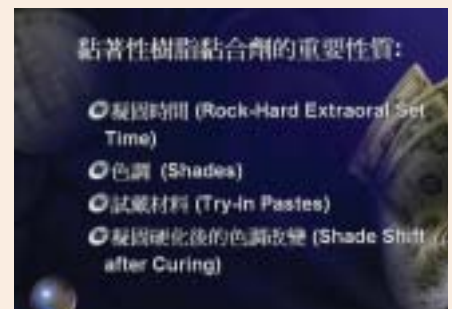 黏著性樹脂黏合劑的重要性質:
凝固時間 (Rock-Hard Extraoral Set
Time)
色調 (Shades)
試戴材料 (Try-in Pastes)
凝固硬化後的色調改變 (Shade Shift
after Curing)